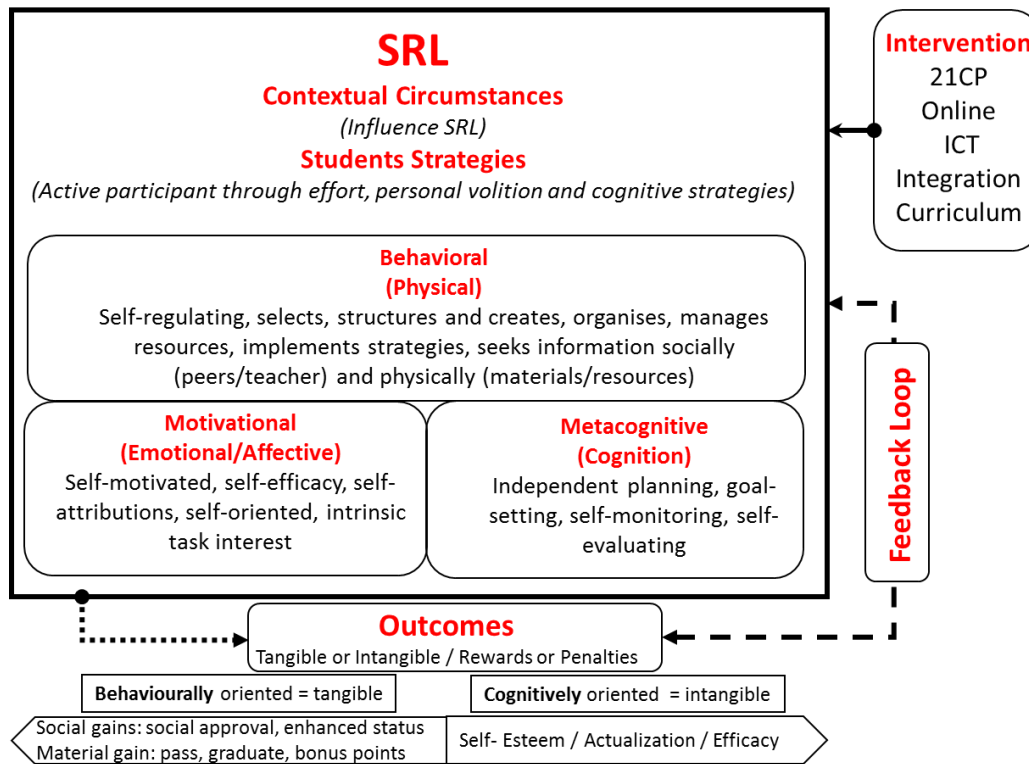 SRL
Contextual Circumstances
(Influence SRL)
Students Strategies
(Active participant through effort, personal volition and cognitive strategies)
Behavioral
(Physical)
Self-regulating, selects, structures and creates, organises, manages
resources, implements strategies, seeks information socially
(peers/teacher) and physically (materials/resources)
Motivational
(Emotional/Affective)
Self-motivated, self-efficacy, self-
attributions, self-oriented, intrinsic
task interest
Metacognitive
(Cognition)
Independent planning, goal-
setting, self-monitoring, self-
evaluating
Intervention
21CP
Online
ICT
Integration
Curriculum
Feedback Loop
Outcomes
Tangible or Intangible / Rewards or Penalties
Behaviourally oriented = tangible
Cognitively oriented = intangible
Social gains: social approval, enhanced status
Material gain: pass, graduate, bonus points
Self- Esteem / Actualization / Efficacy